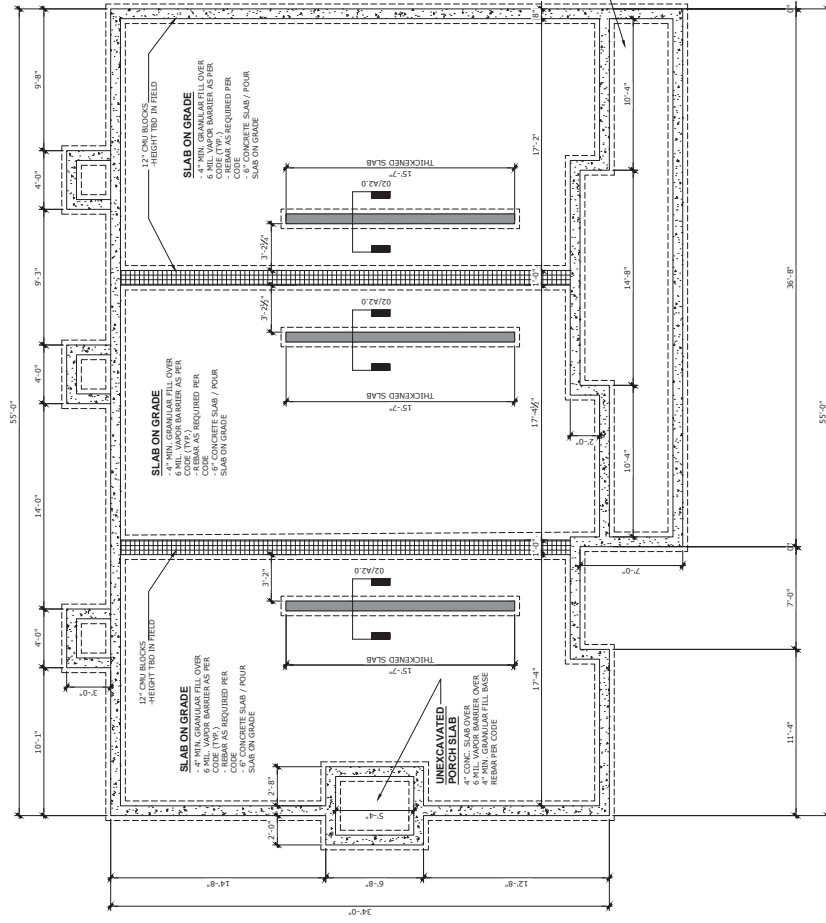 55'-0"
10'-1"
4'-0"
14'-0"
4'-0"
9'-3"
4'-0"
9'-8"
3'-0"
12" CMU BLOCKS
-HEIGHT TBD IN FIELD
SLAB ON GRADE
- 4" MIN. GRANULAR FILL OVER
6 MIL. VAPOR BARRIER AS PER
CODE (TYP.)
- REBAR AS REQUIRED PER
CODE
- 6" CONCRETE SLAB / POUR
SLAB ON GRADE
SLAB ON GRADE
- 4" MIN. GRANULAR FILL OVER
6 MIL. VAPOR BARRIER AS PER
CODE (TYP.)
- REBAR AS REQUIRED PER
CODE
- 6" CONCRETE SLAB / POUR
SLAB ON GRADE
12" CMU BLOCKS
-HEIGHT TBD IN FIELD
SLAB ON GRADE
- 4" MIN. GRANULAR FILL OVER
6 MIL. VAPOR BARRIER AS PER
CODE (TYP.)
- REBAR AS REQUIRED PER
CODE
- 6" CONCRETE SLAB / POUR
SLAB ON GRADE
THICKENED SLAB
15'-7"
02/A2.0
3'-2"
THICKENED SLAB
15'-7"
02/A2.0
3'-2½"
THICKENED SLAB
15'-7"
02/A2.0
3'-2¼"
UNEXCAVATED
PORCH SLAB
4" CONC. SLAB OVER
6 MIL. VAPOR BARRIER OVER
4" MIN. GRANULAR FILL BASE
REBAR PER CODE
2'-8"
2'-0"
5'-4"
14'-8"
6'-8"
12'-8"
34'-0"
17'-4"
1'-0"
17'-4½"
1'-0"
17'-2"
8"
2'-0"
7'-0"
10'-4"
14'-8"
10'-4"
11'-4"
7'-0"
0"
36'-8"
0"
55'-0"